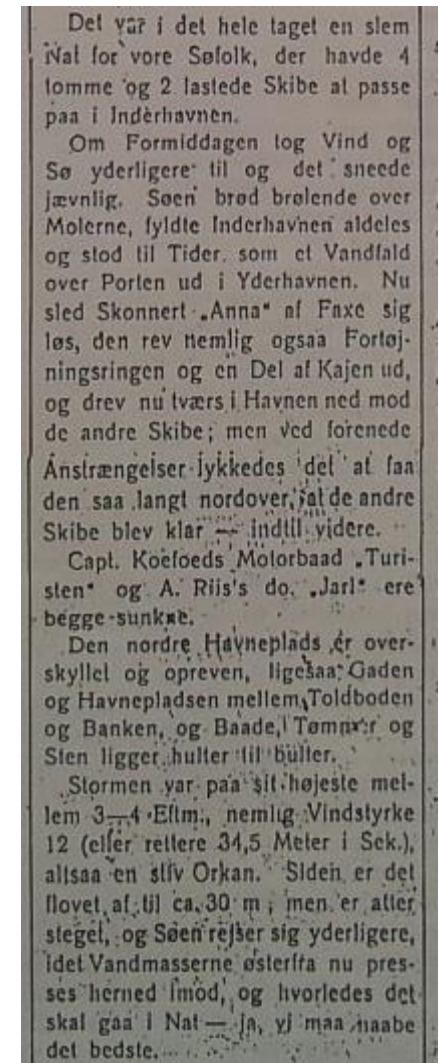 Det var i det hele taget en slem
Nat for vore Søfolk, der havde 4
tomme og 2 lastede Skibe at passe
paa i Inderhavnen.
Om Formiddagen tog Vind og
Sø yderligere til og det sneede
jævnlig. Søen brød brølende over
Molerne, fyldte Inderhavnen aldeles
og stod til Tider som et Vandfald
over Porten ud i Yderhavnen. Nu
sled Skonnert „Anna“ af Faxe sig
løs, den rev nemlig ogsaa Fortøj-
ningsringen og en Del af Kajen ud,
og drev nu tværs i Havnen ned mod
de andre Skibe; men ved forenede
Anstrængelser lykkedes det at faa
den saa langt nordover, at de andre
Skibe blev klar — indtil videre.
Capt. Koefoeds Motorbaad „Turi-
sten“ og A. Riis's do. „Jarl“ ere
begge sunkne.
Den nordre Havneplads er over-
skyllet og opreven, ligesaa Gaden
og Havnepladsen mellem Toldboden
og Banken, og Baade, Tømmer og
Sten ligger hulter til bulter.
Stormen var paa sit højeste mel-
lem 3—4 Eftm., nemlig Vindstyrke
12 (eller rettere 34,5 Meter i Sek.),
altsaa en stiv Orkan. Siden er det
flovet af til ca. 30 m, men er atter
steget, og Søen rejser sig yderligere,
idet Vandmasserne østerfra nu pres-
ses herned imod, og hvorledes det
skal gaa i Nat — ja, vi maa haabe
det bedste.